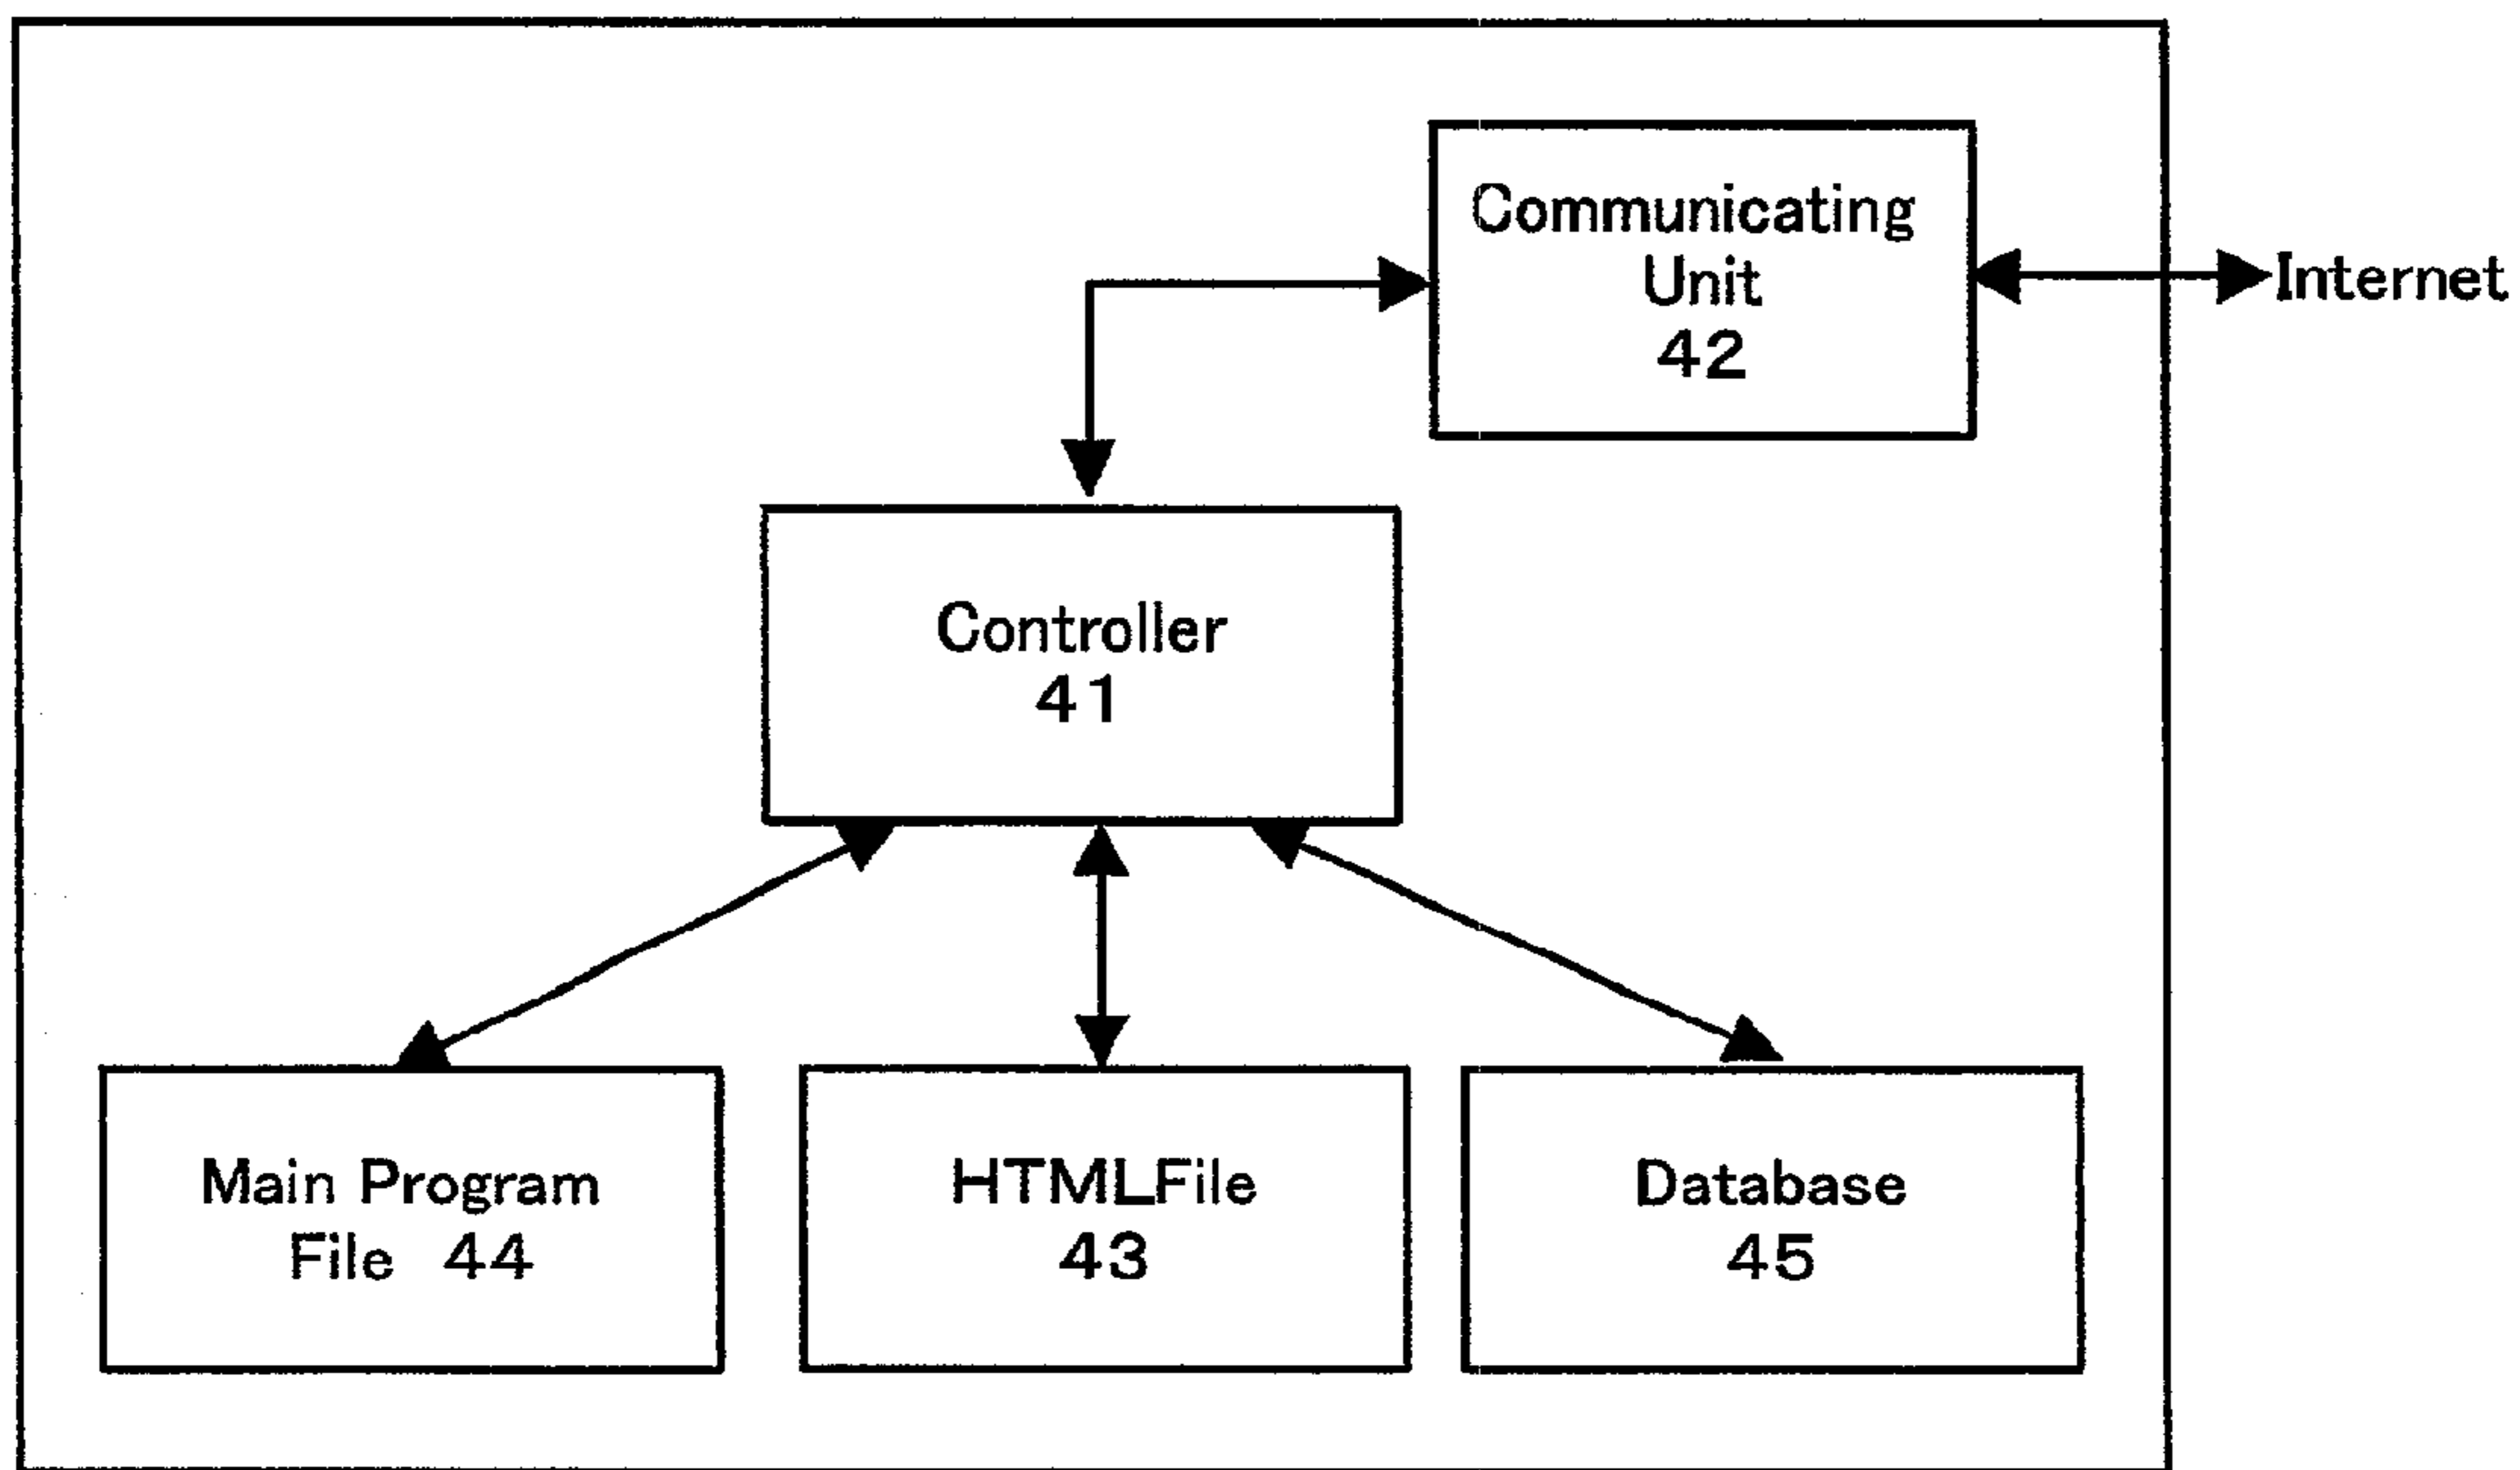 Communicating
Unit
42
Internet
Controller
41
Main Program
File 44
HTMLFile
43
Database
45